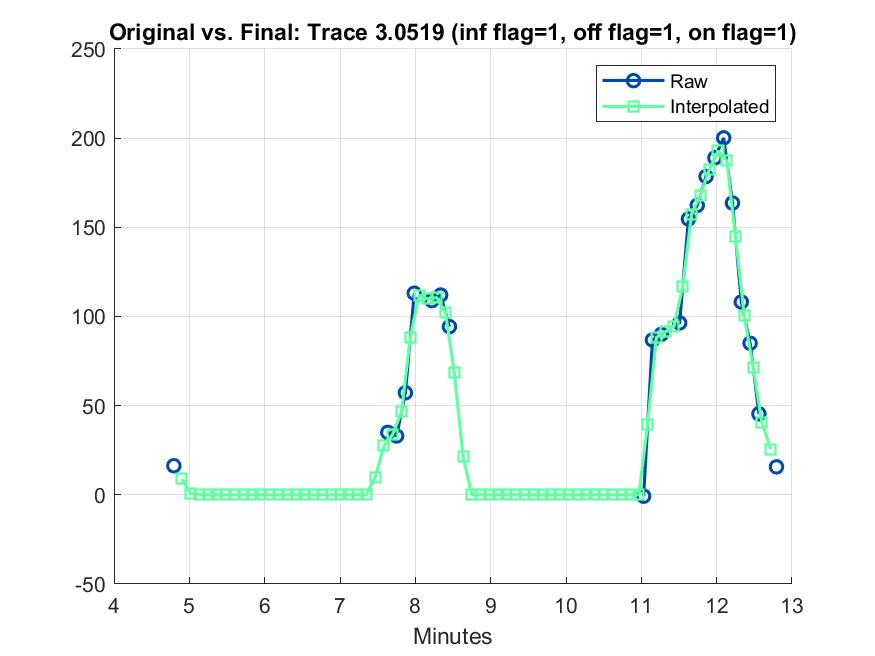 Original vs. Final: Trace 3.0519 (inf flag=1, off flag=1, on flag=1)
250
200
150
100
50
0
-50
Raw
Interpolated
4 5 6 7 8 9 10 11 12 13
Minutes